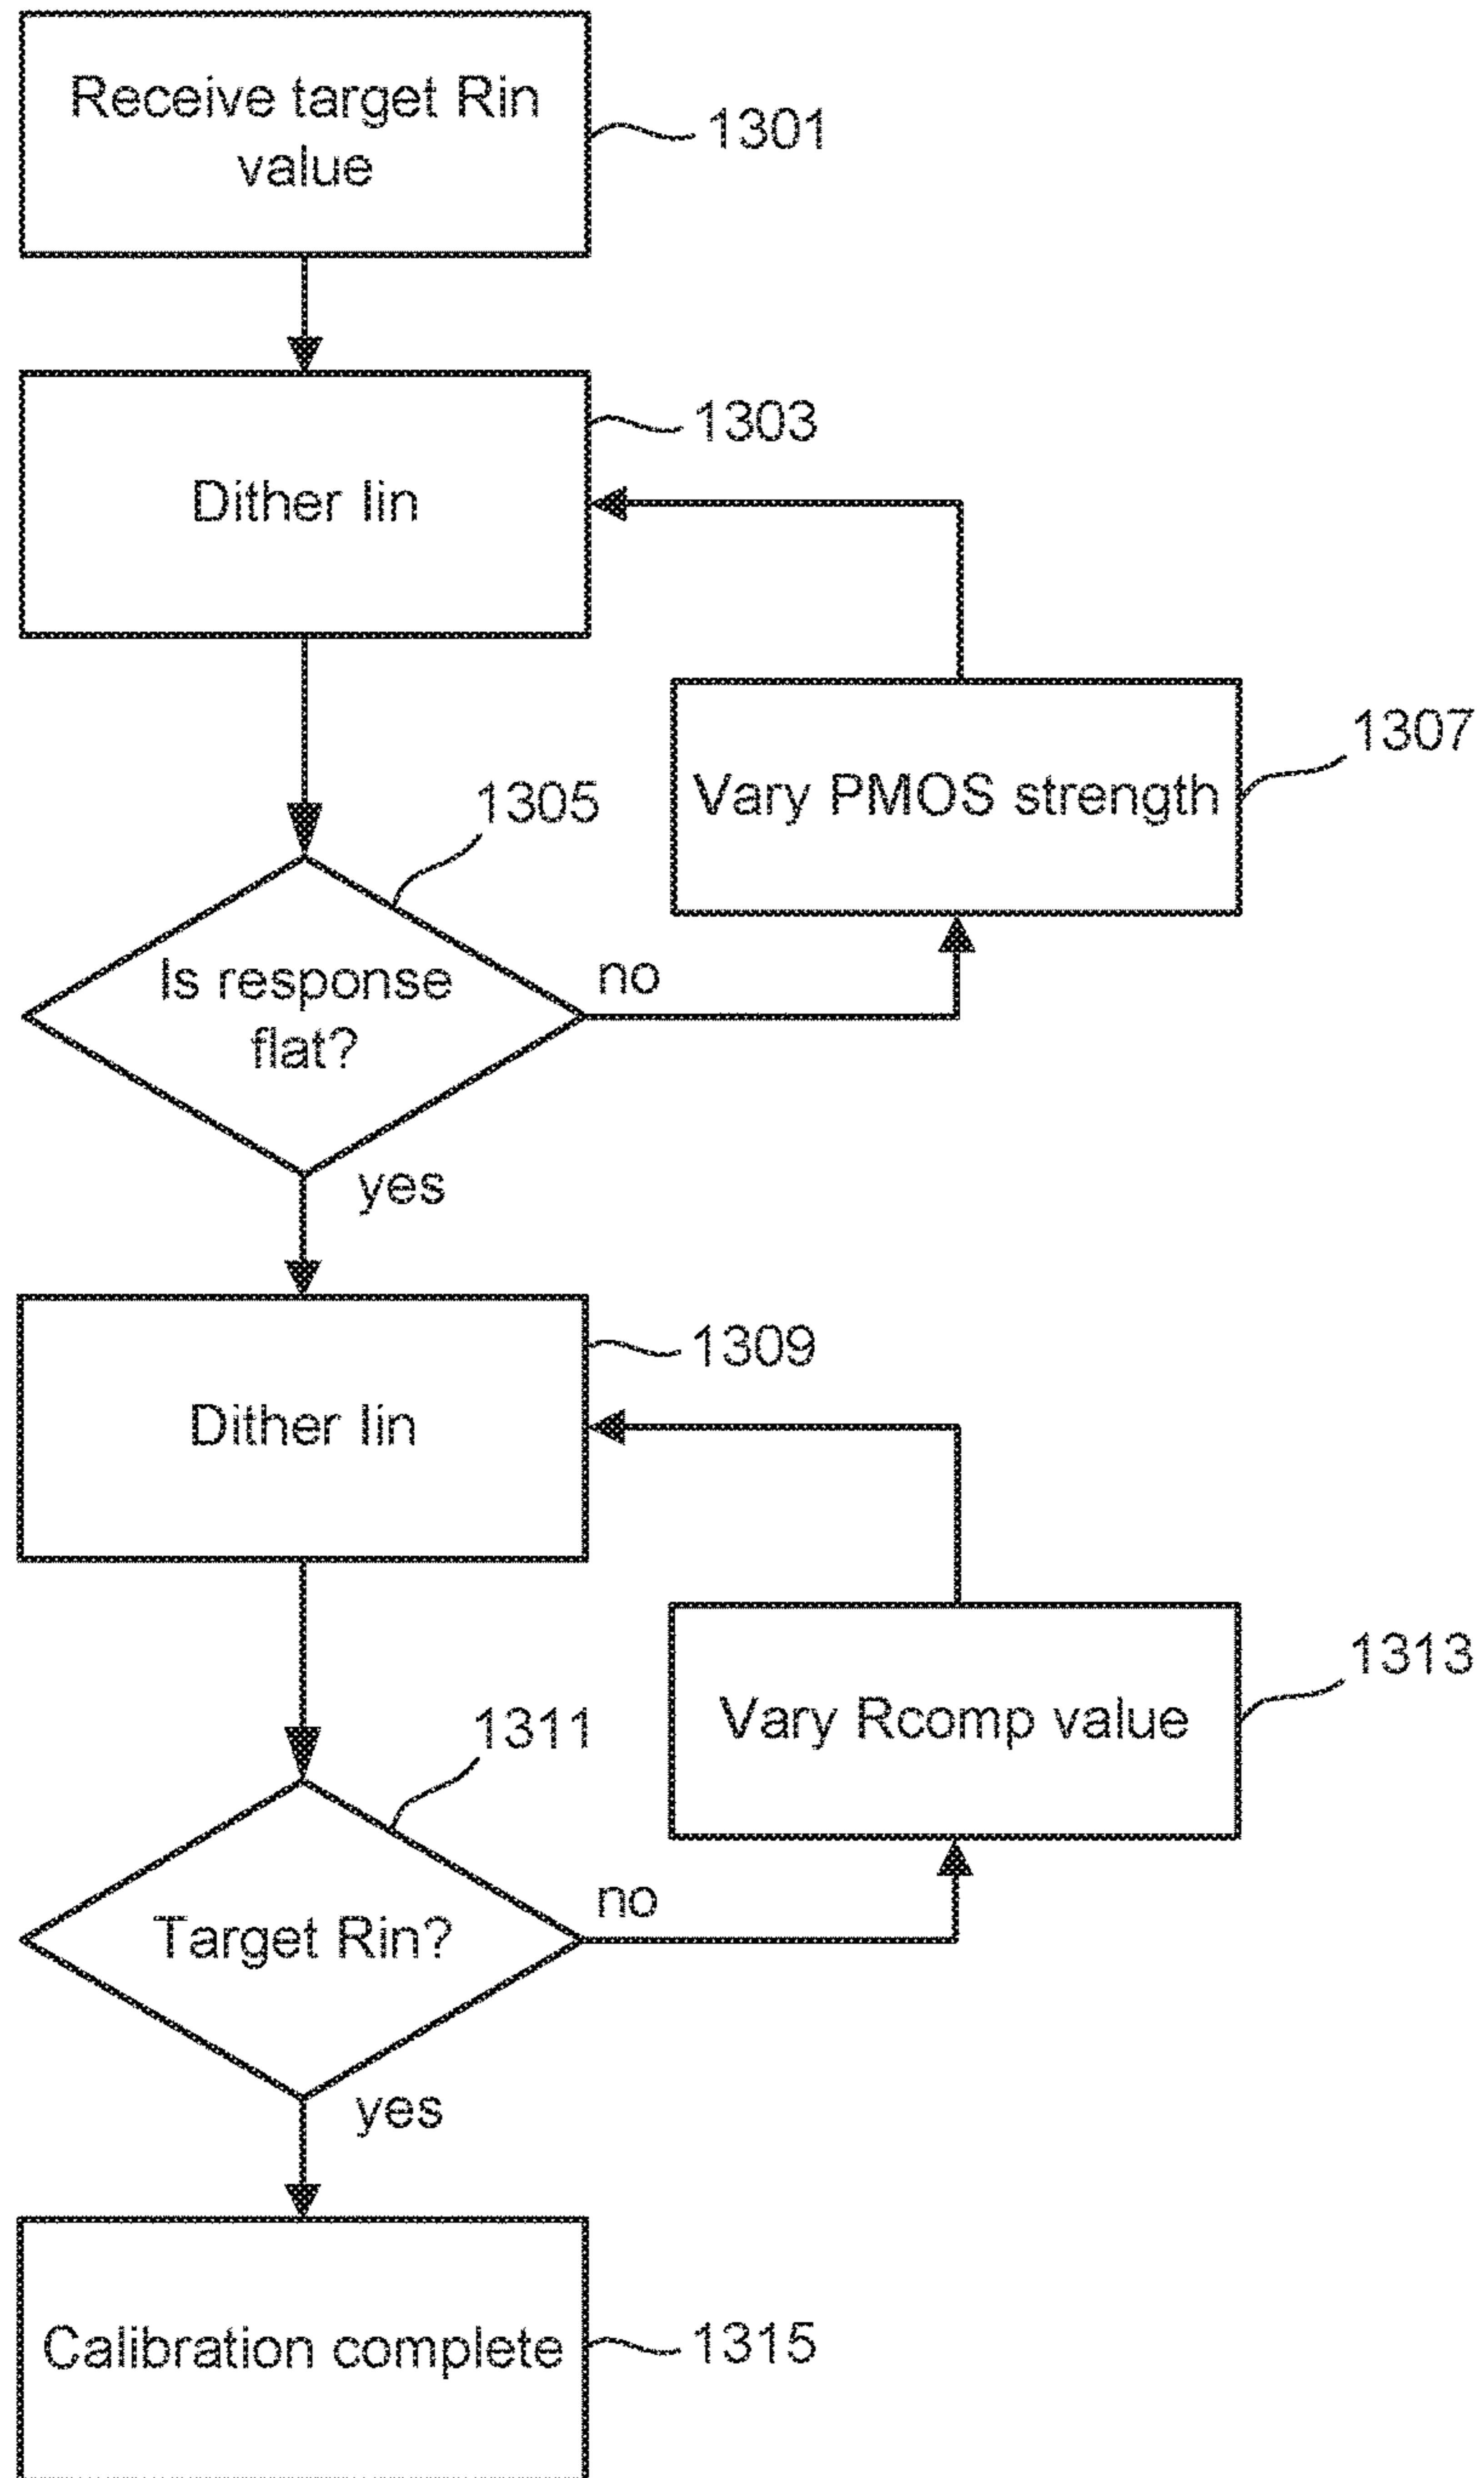 Receive target Rin
value
1301
1303
Dither Iin
1307
Vary PMOS strength
1305
Is response
flat?
no
yes
1309
Dither Iin
1313
Vary Rcomp value
1311
Target Rin?
no
yes
Calibration complete
1315